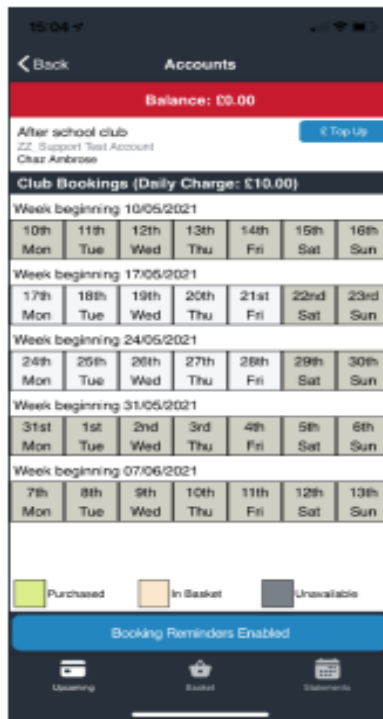 15:04
Back Accounts
Balance: £0.00
After school club £ Top Up
ZZ_Support Test Account
Chaz Ambrose
Club Bookings (Daily Charge: £10.00)
Week beginning 10/05/2021
10th 11th 12th 13th 14th 15th 16th
Mon Tue Wed Thu Fri Sat Sun
Week beginning 17/05/2021
17th 18th 19th 20th 21st 22nd 23rd
Mon Tue Wed Thu Fri Sat Sun
Week beginning 24/05/2021
24th 25th 26th 27th 28th 29th 30th
Mon Tue Wed Thu Fri Sat Sun
Week beginning 31/05/2021
31st 1st 2nd 3rd 4th 5th 6th
Mon Tue Wed Thu Fri Sat Sun
Week beginning 07/06/2021
7th 8th 9th 10th 11th 12th 13th
Mon Tue Wed Thu Fri Sat Sun
Purchased In Basket Unavailable
Booking Reminders Enabled
Upcoming Basket Statements